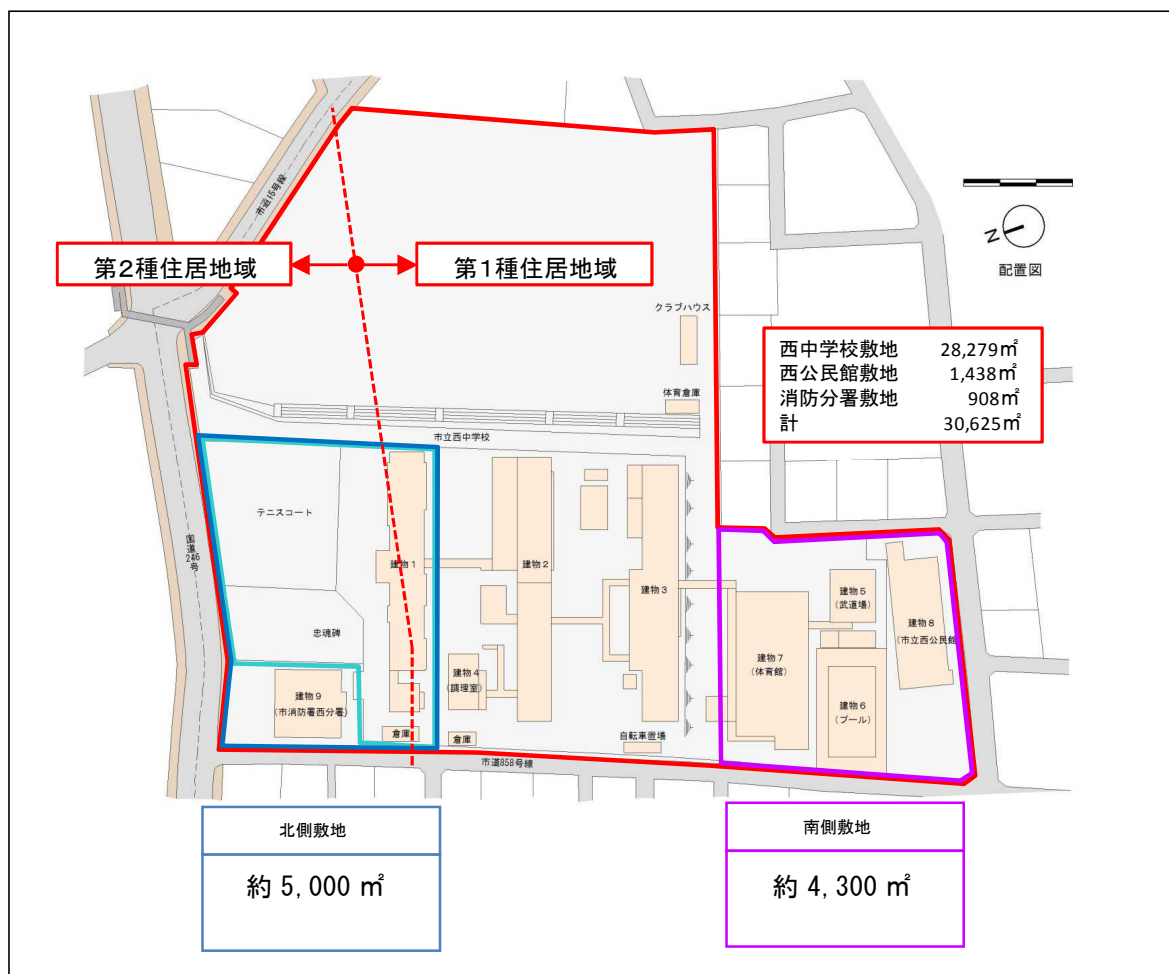 市道15号線
第2種住居地域
第1種住居地域
N
配置図
クラブハウス
体育倉庫
西中学校敷地 28,279㎡
西公民館敷地 1,438㎡
消防分署敷地 908㎡
計 30,625㎡
市立西中学校
テニスコート
国道246号
建物1
建物2
建物3
忠魂碑
建物4
(調理室)
建物5
(武道場)
建物8
(市立西公民館)
建物7
(体育館)
建物6
(プール)
建物9
(市消防署西分署)
倉庫
倉庫
自転車置場
市道858号線
北側敷地
約 5,000 ㎡
南側敷地
約 4,300 ㎡